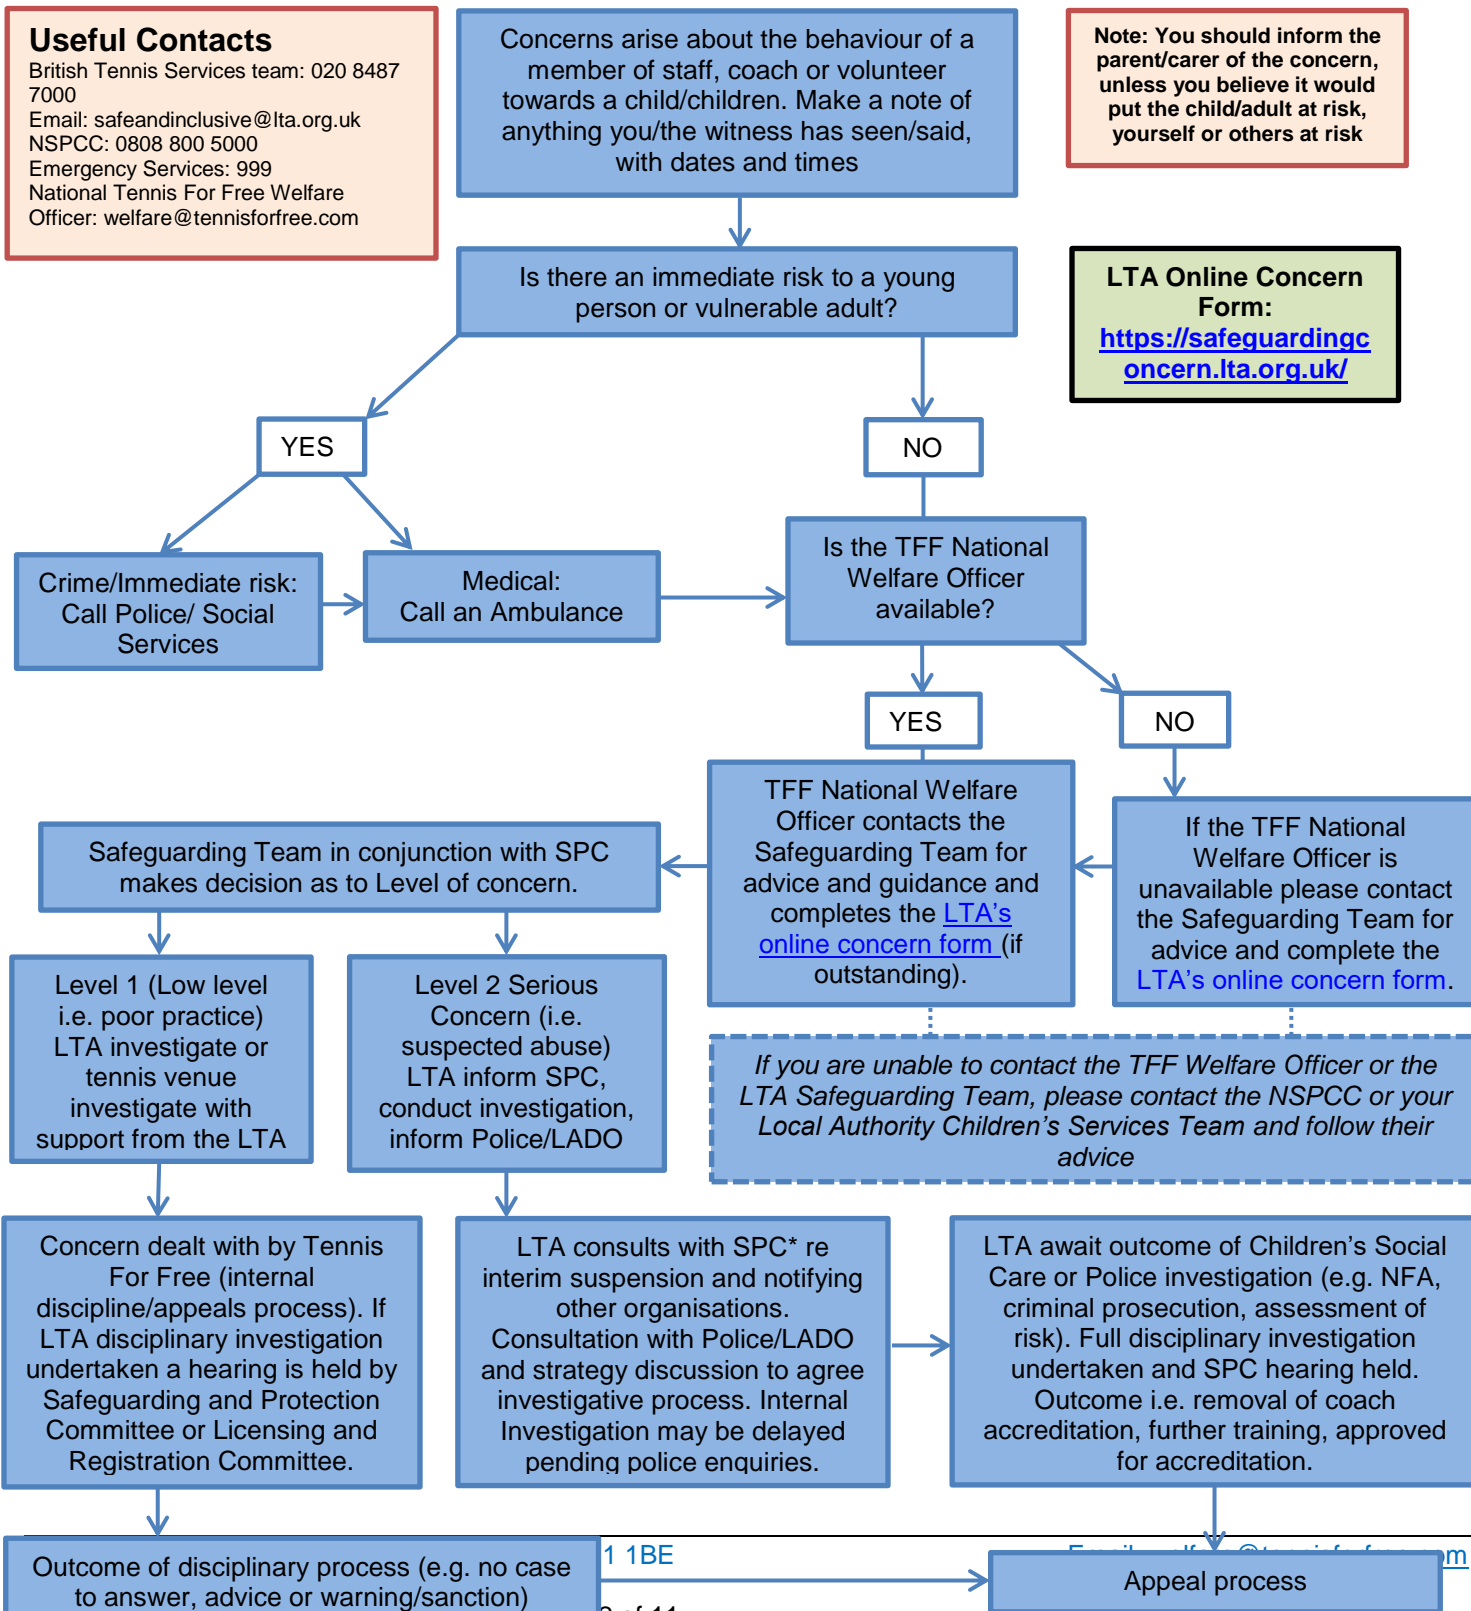 Useful Contacts
British Tennis Services team: 020 8487
7000
Email: safeandinclusive@lta.org.uk
NSPCC: 0808 800 5000
Emergency Services: 999
National Tennis For Free Welfare
Officer: welfare@tennisforfree.com
Concerns arise about the behaviour of a
member of staff, coach or volunteer
towards a child/children. Make a note of
anything you/the witness has seen/said,
with dates and times
Note: You should inform the
parent/carer of the concern,
unless you believe it would
put the child/adult at risk,
yourself or others at risk
Is there an immediate risk to a young
person or vulnerable adult?
LTA Online Concern
Form:
https://safeguardingc
oncern.lta.org.uk/
YES
NO
Crime/Immediate risk:
Call Police/ Social
Services
Medical:
Call an Ambulance
Is the TFF National
Welfare Officer
available?
YES
NO
TFF National Welfare
Officer contacts the
Safeguarding Team for
advice and guidance and
completes the LTA's
online concern form (if
outstanding).
If the TFF National
Welfare Officer is
unavailable please contact
the Safeguarding Team for
advice and complete the
LTA's online concern form.
Safeguarding Team in conjunction with SPC
makes decision as to Level of concern.
Level 1 (Low level
i.e. poor practice)
LTA investigate or
tennis venue
investigate with
support from the LTA
Level 2 Serious
Concern (i.e.
suspected abuse)
LTA inform SPC,
conduct investigation,
inform Police/LADO
If you are unable to contact the TFF Welfare Officer or the
LTA Safeguarding Team, please contact the NSPCC or your
Local Authority Children's Services Team and follow their
advice
Concern dealt with by Tennis
For Free (internal
discipline/appeals process). If
LTA disciplinary investigation
undertaken a hearing is held by
Safeguarding and Protection
Committee or Licensing and
Registration Committee.
LTA consults with SPC* re
interim suspension and notifying
other organisations.
Consultation with Police/LADO
and strategy discussion to agree
investigative process. Internal
Investigation may be delayed
pending police enquiries.
LTA await outcome of Children's Social
Care or Police investigation (e.g. NFA,
criminal prosecution, assessment of
risk). Full disciplinary investigation
undertaken and SPC hearing held.
Outcome i.e. removal of coach
accreditation, further training, approved
for accreditation.
Outcome of disciplinary process (e.g. no case
to answer, advice or warning/sanction)
1 1BE
Appeal process
of 11